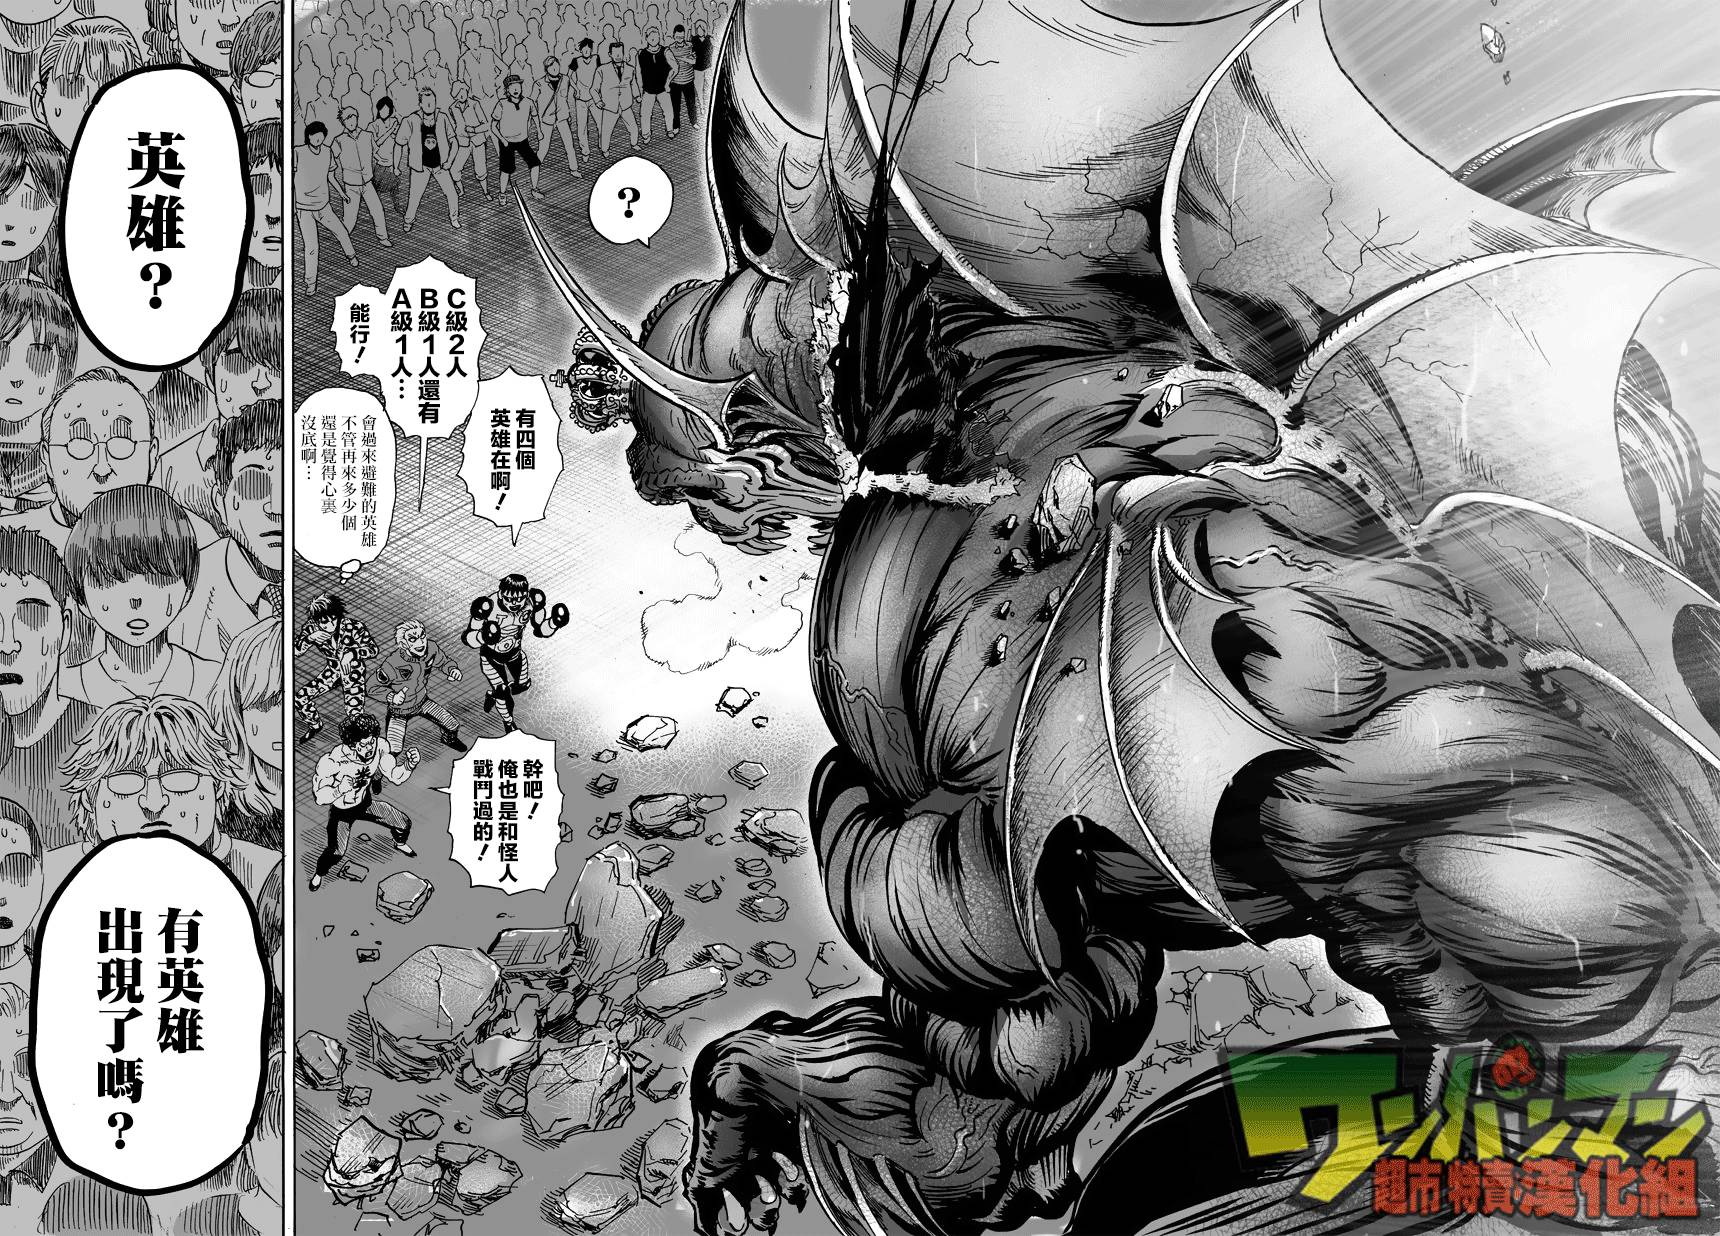 ?
有四個
英雄在啊!
C級2人
B級1人還有
A級1人…
能行!
會過來避難的英雄
不管再來多少個
還是覺得心裏
沒底啊…
幹吧!
俺也是和怪人
戰鬥過的!
英雄?
有英雄
出現了嗎?
ワンパンマン
超市特賣漢化組